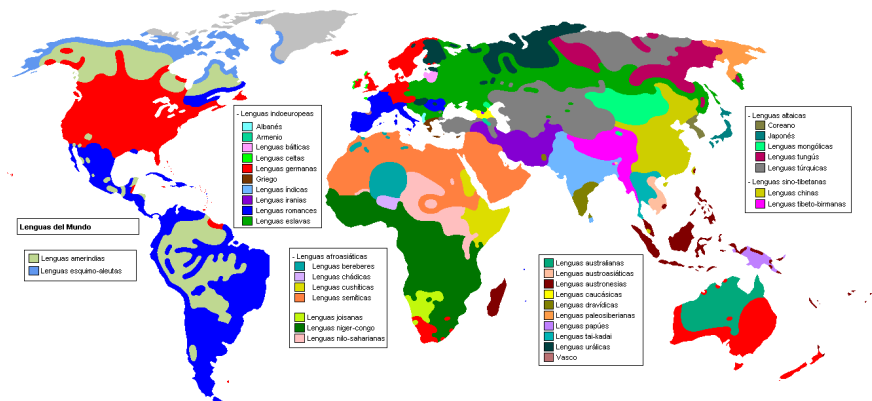 Lenguas del Mundo
Lenguas amerindias
Lenguas esquimo-aleutas
- Lenguas indoeuropeas
Albanés
Armenio
Lenguas bálticas
Lenguas celtas
Lenguas germanas
Griego
Lenguas índicas
Lenguas iranias
Lenguas romances
Lenguas eslavas
- Lenguas afroasiáticas
Lenguas bereberes
Lenguas chádicas
Lenguas cushíticas
Lenguas semíticas
Lenguas joisanas
Lenguas niger-congo
Lenguas nilo-saharianas
Lenguas australianas
Lenguas austroasiáticas
Lenguas austronesias
Lenguas caucásicas
Lenguas dravídicas
Lenguas paleosiberianas
Lenguas papúes
Lenguas tai-kadai
Lenguas urálicas
Vasco
- Lenguas altaicas
Coreano
Japonés
Lenguas mongólicas
Lenguas tungús
Lenguas túrquicas
- Lenguas sino-tibetanas
Lenguas chinas
Lenguas tibeto-birmanas